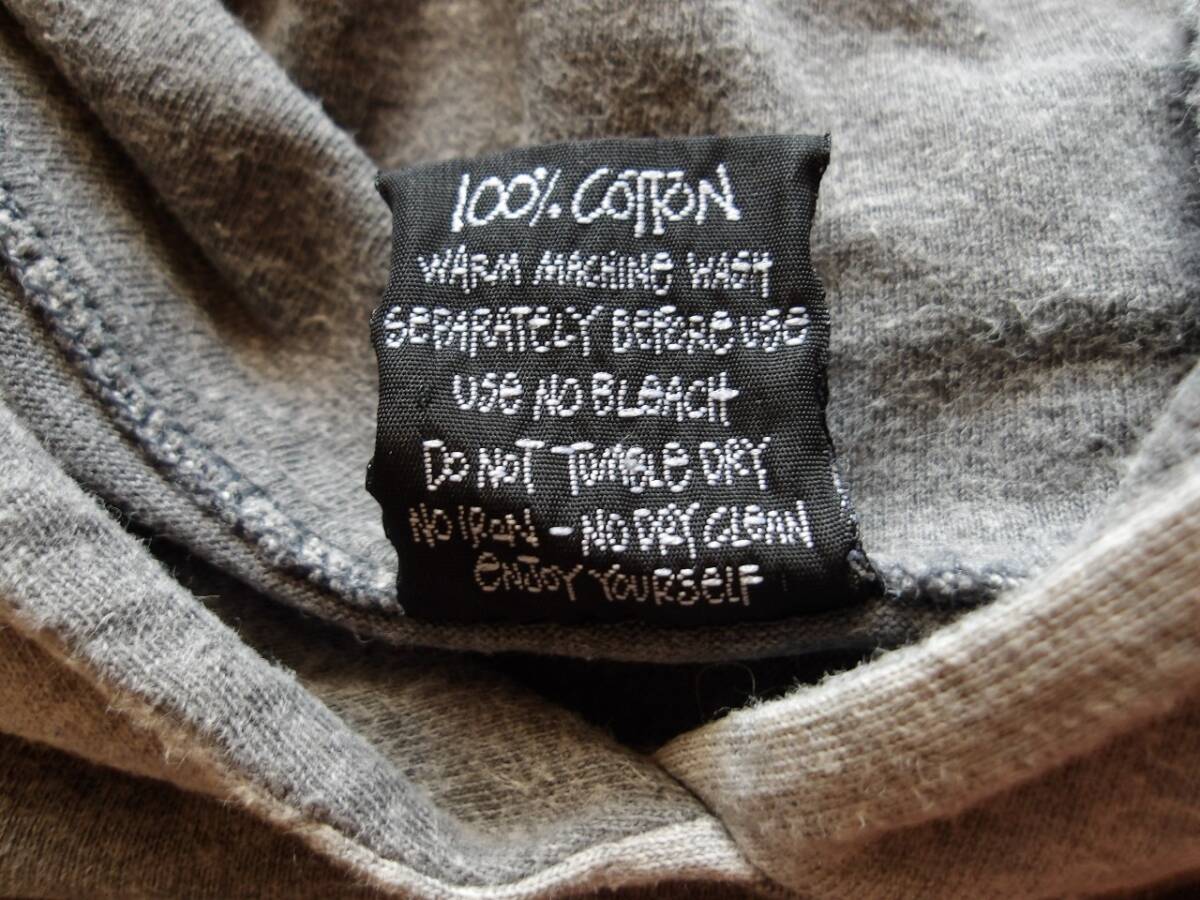 100% COTTON
WARM MACHINE WASH
SEPARATELY BEFORE USE
USE NO BLEACH
DO NOT TUMBLE DRY
NO IRON - NO DRY CLEAN
ENJOY YOURSELF